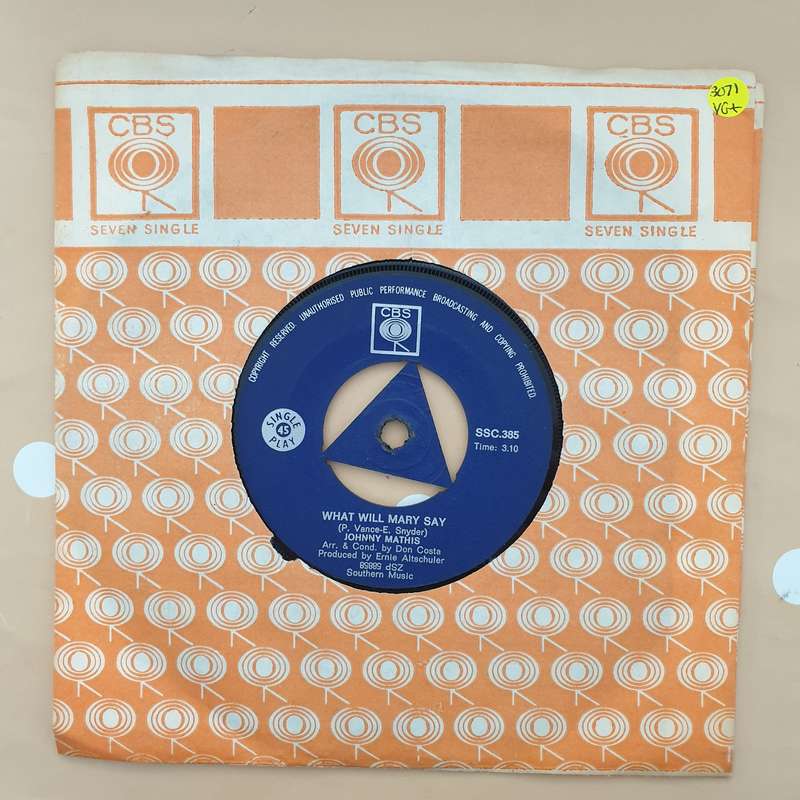 3071
VG+
CBS CBS CBS
SEVEN SINGLE SEVEN SINGLE SEVEN SINGLE
COPYRIGHT RESERVED. UNAUTHORISED PUBLIC PERFORMANCE BROADCASTING AND COPYING PROHIBITED.
CBS
SINGLE
45
PLAY
SSC.385
Time: 3.10
WHAT WILL MARY SAY
(P. Vance-E. Snyder)
JOHNNY MATHIS
Arr. & Cond. by Don Costa
Produced by Ernie Altschuler
ZSP 58859
Southern Music